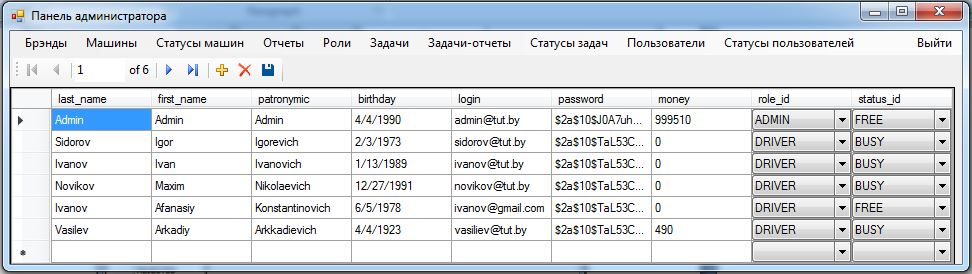 Панель администратора
Брэнды Машины Статусы машин Отчеты Роли Задачи Задачи-отчеты Статусы задач Пользователи Статусы пользователей Выйти
1 of 6
last_name first_name patronymic birthday login password money role_id status_id
Admin Admin Admin 4/4/1990 admin@tut.by $2a$10$J0A7uh... 999510 ADMIN FREE
Sidorov Igor Igorevich 2/3/1973 sidorov@tut.by $2a$10$TaL53C... 0 DRIVER BUSY
Ivanov Ivan Ivanovich 1/13/1989 ivanov@tut.by $2a$10$TaL53C... 0 DRIVER BUSY
Novikov Maxim Nikolaevich 12/27/1991 novikov@tut.by $2a$10$TaL53C... 0 DRIVER BUSY
Ivanov Afanasiy Konstantinovich 6/5/1978 ivanov@gmail.com $2a$10$TaL53C... 0 DRIVER FREE
Vasilev Arkadiy Arkkadievich 4/4/1923 vasiliev@tut.by $2a$10$TaL53C... 490 DRIVER BUSY